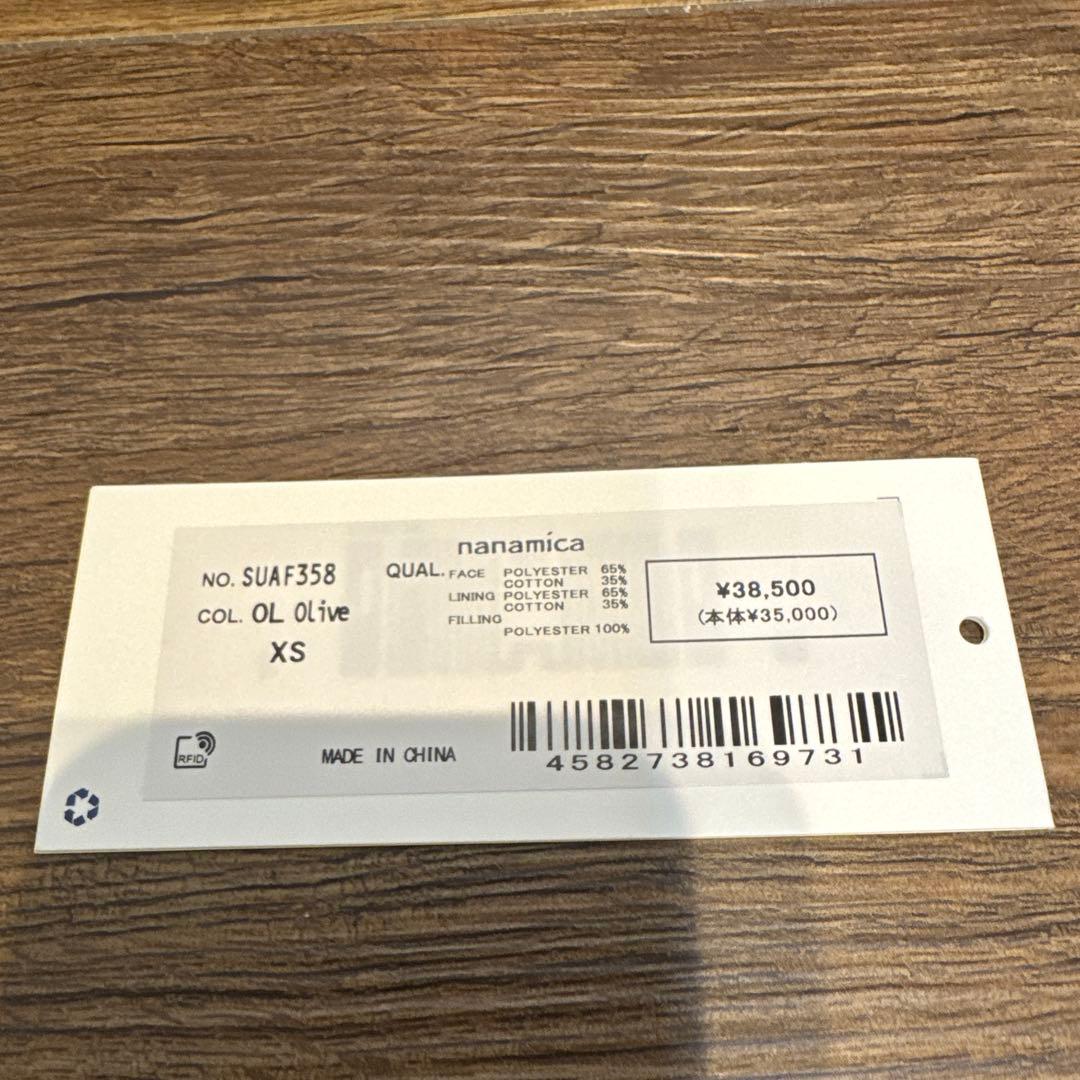 nanamica
NO. SUAF358
COL. OL Olive
XS
QUAL. FACE POLYESTER 65%
COTTON 35%
LINING POLYESTER 65%
COTTON 35%
FILLING
POLYESTER 100%
¥38,500
(本体¥35,000)
RFID
MADE IN CHINA
4582738169731